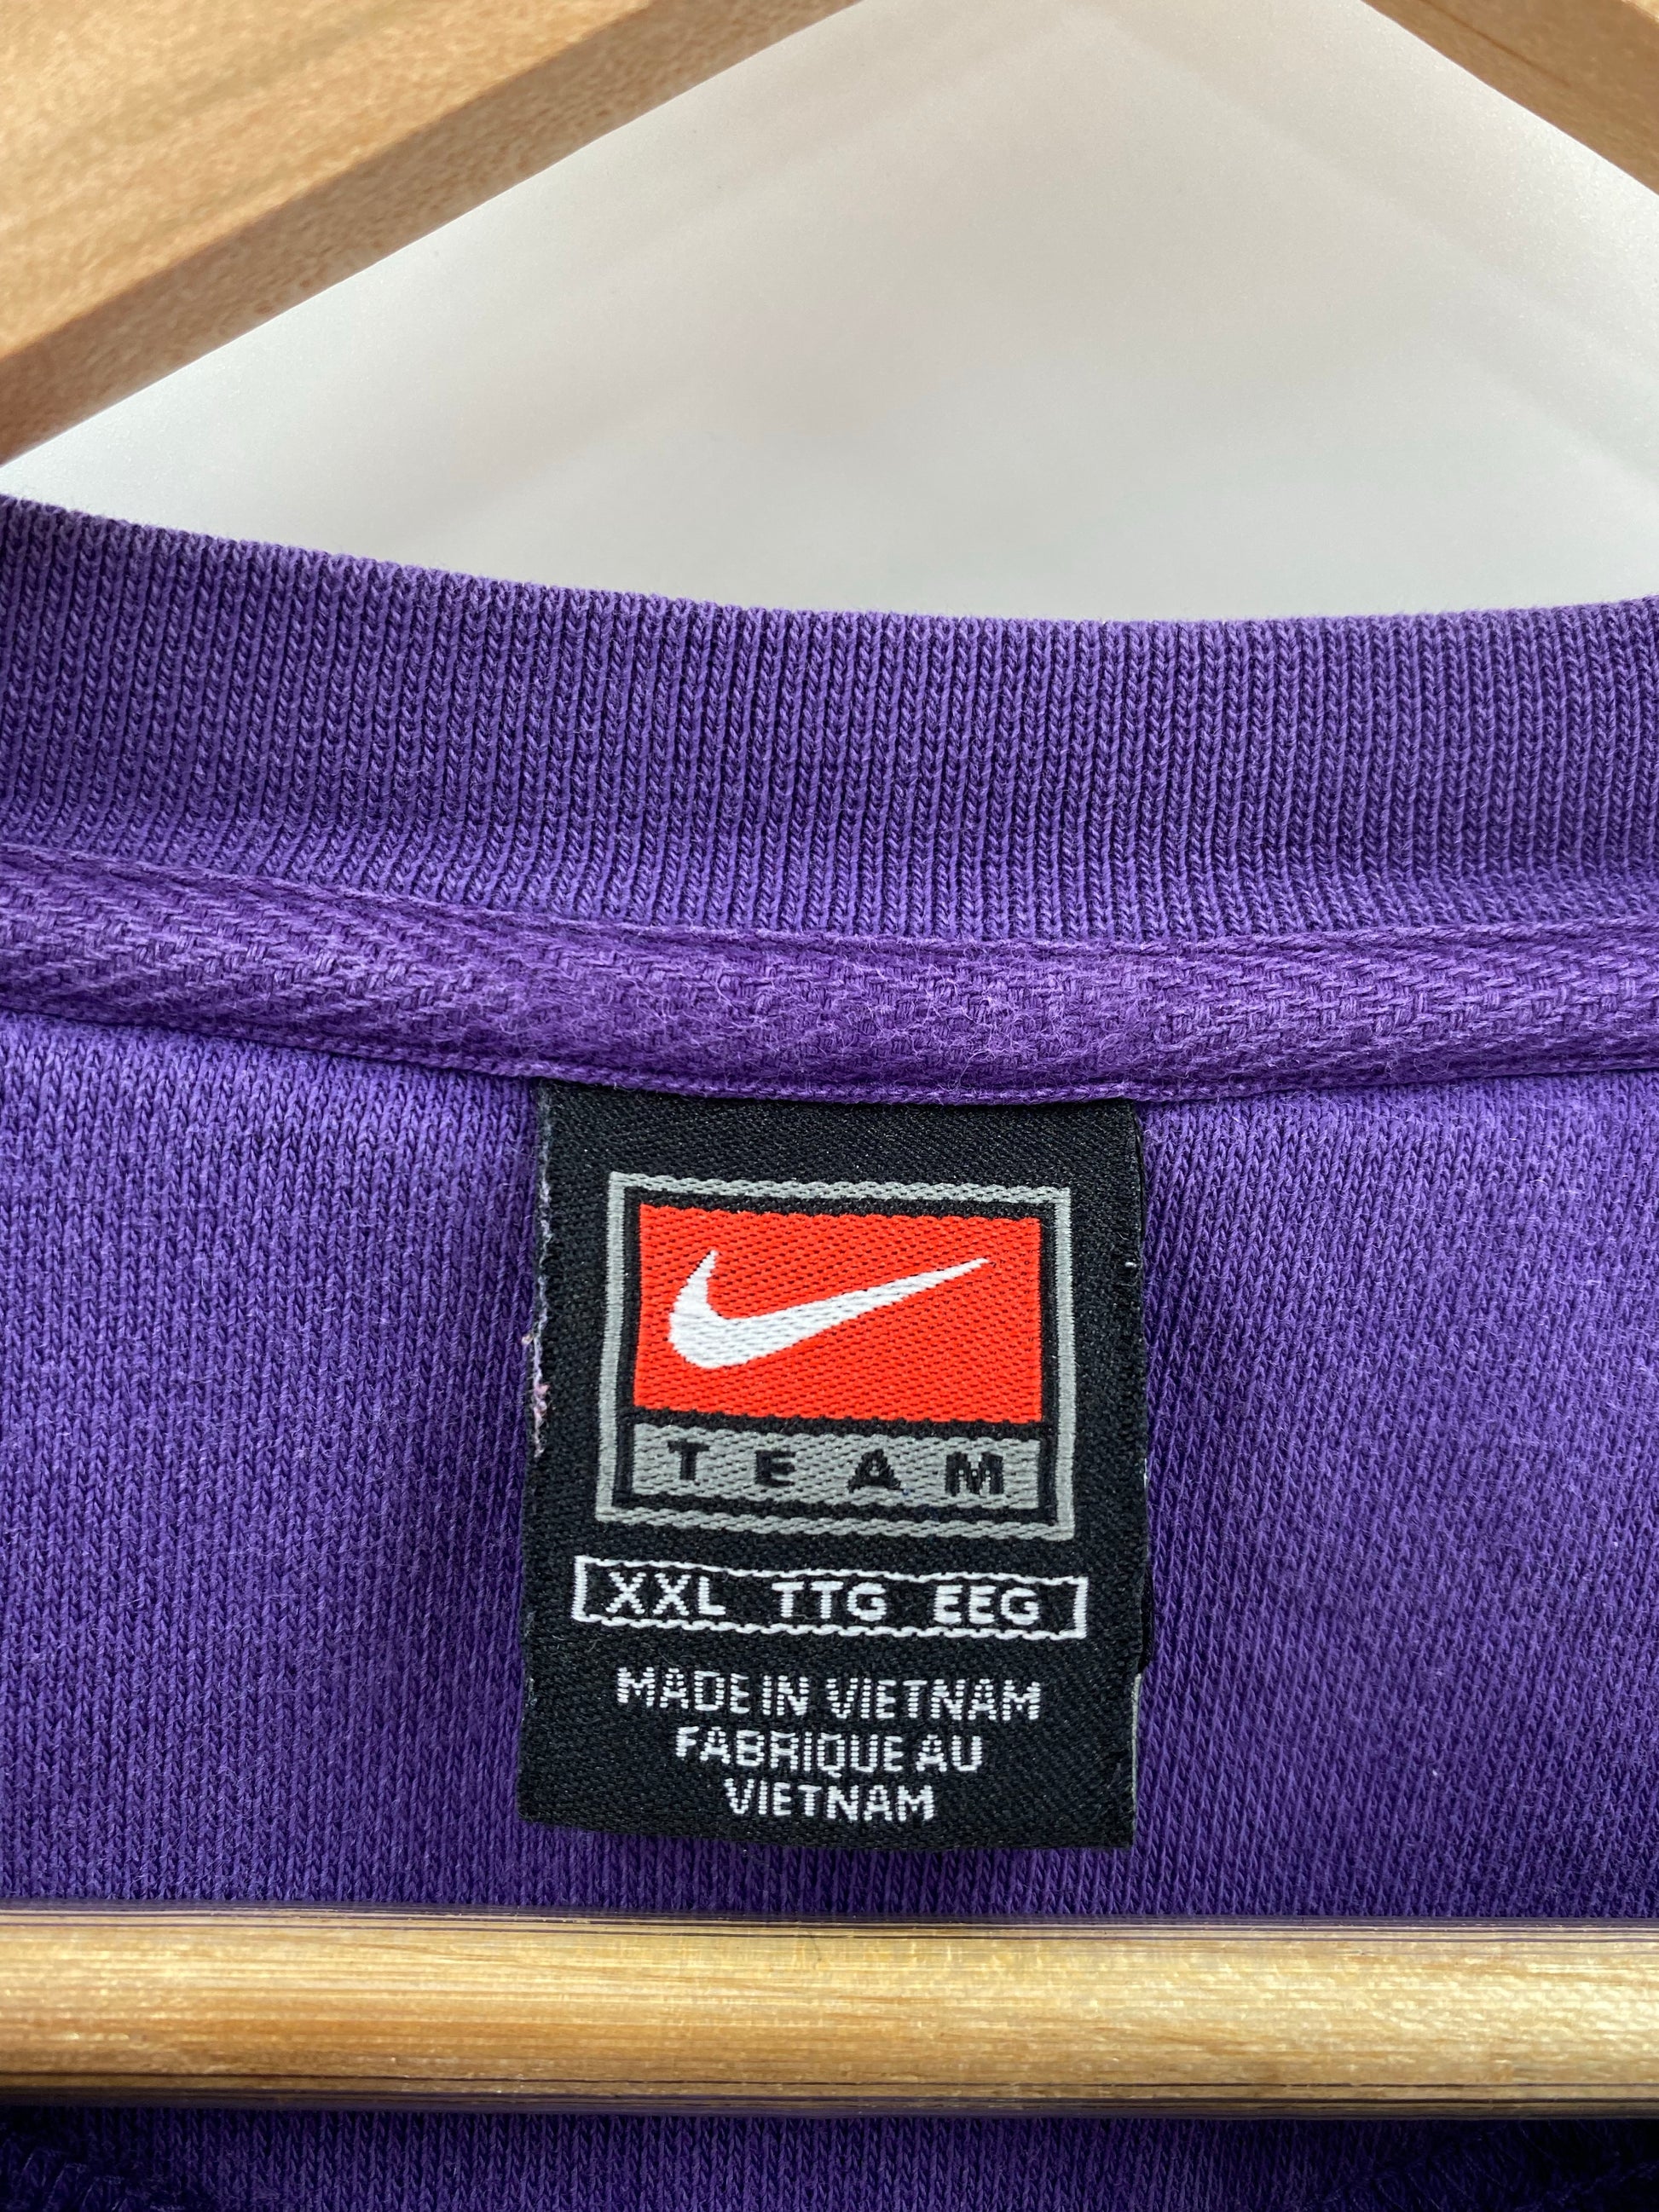 TEAM
XXL TTG EEG
MADE IN VIETNAM
FABRIQUE AU
VIETNAM